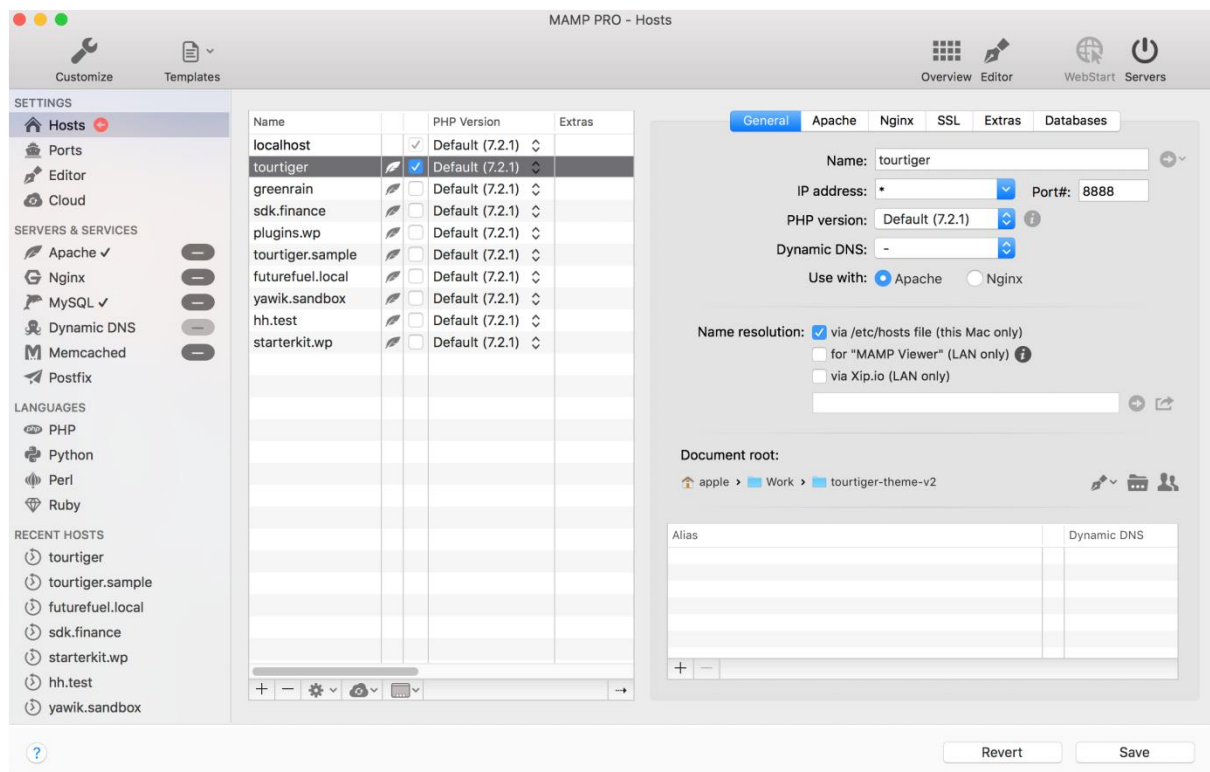 MAMP PRO - Hosts
Customize Templates Overview Editor WebStart Servers
SETTINGS
Hosts
Ports
Editor
Cloud
SERVERS & SERVICES
Apache ✓
Nginx
MySQL ✓
Dynamic DNS
Memcached
Postfix
LANGUAGES
php PHP
Python
Perl
Ruby
RECENT HOSTS
tourtiger
tourtiger.sample
futurefuel.local
sdk.finance
starterkit.wp
hh.test
yawik.sandbox
Name PHP Version Extras
localhost Default (7.2.1)
tourtiger Default (7.2.1)
greenrain Default (7.2.1)
sdk.finance Default (7.2.1)
plugins.wp Default (7.2.1)
tourtiger.sample Default (7.2.1)
futurefuel.local Default (7.2.1)
yawik.sandbox Default (7.2.1)
hh.test Default (7.2.1)
starterkit.wp Default (7.2.1)
General Apache Nginx SSL Extras Databases
Name: tourtiger
IP address: * Port#: 8888
PHP version: Default (7.2.1)
Dynamic DNS: -
Use with: Apache Nginx
Name resolution: via /etc/hosts file (this Mac only)
for "MAMP Viewer" (LAN only)
via Xip.io (LAN only)
Document root:
apple › Work › tourtiger-theme-v2
Alias Dynamic DNS
? Revert Save